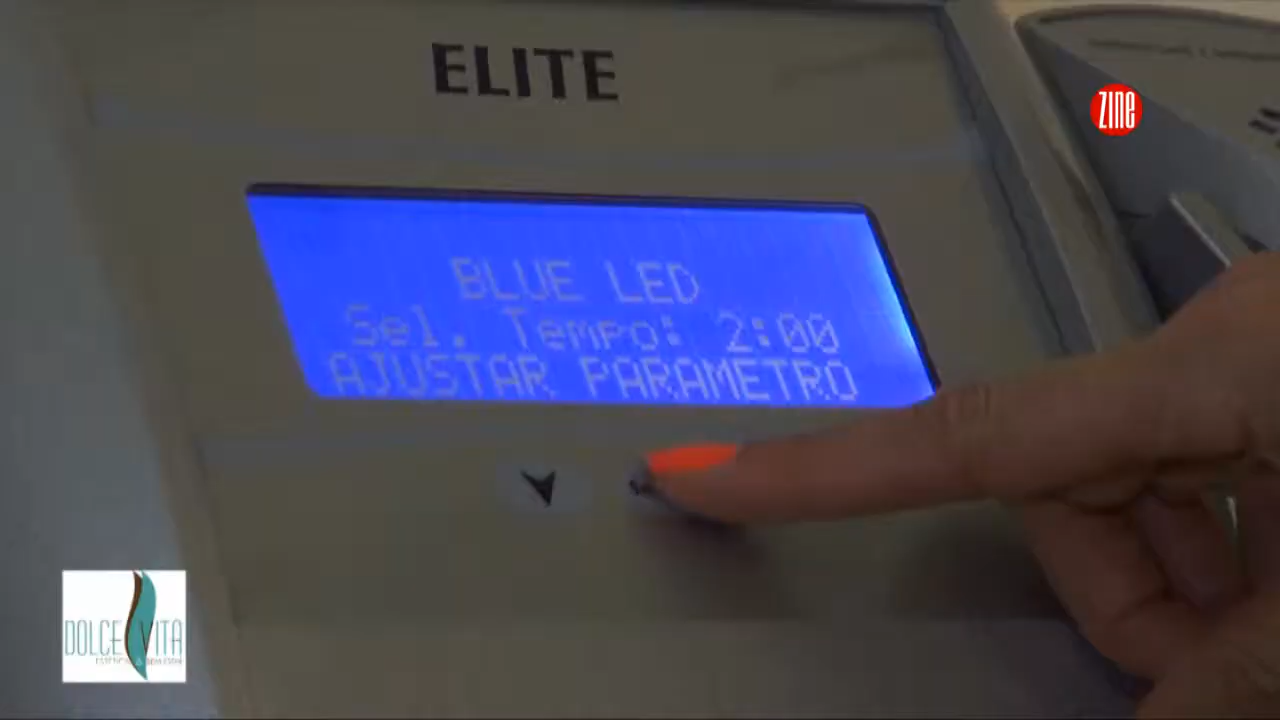 ELITE
ZINE
BLUE LED
Sel. Tempo: 2:00
AJUSTAR PARAMETRO
DOLCE VITA